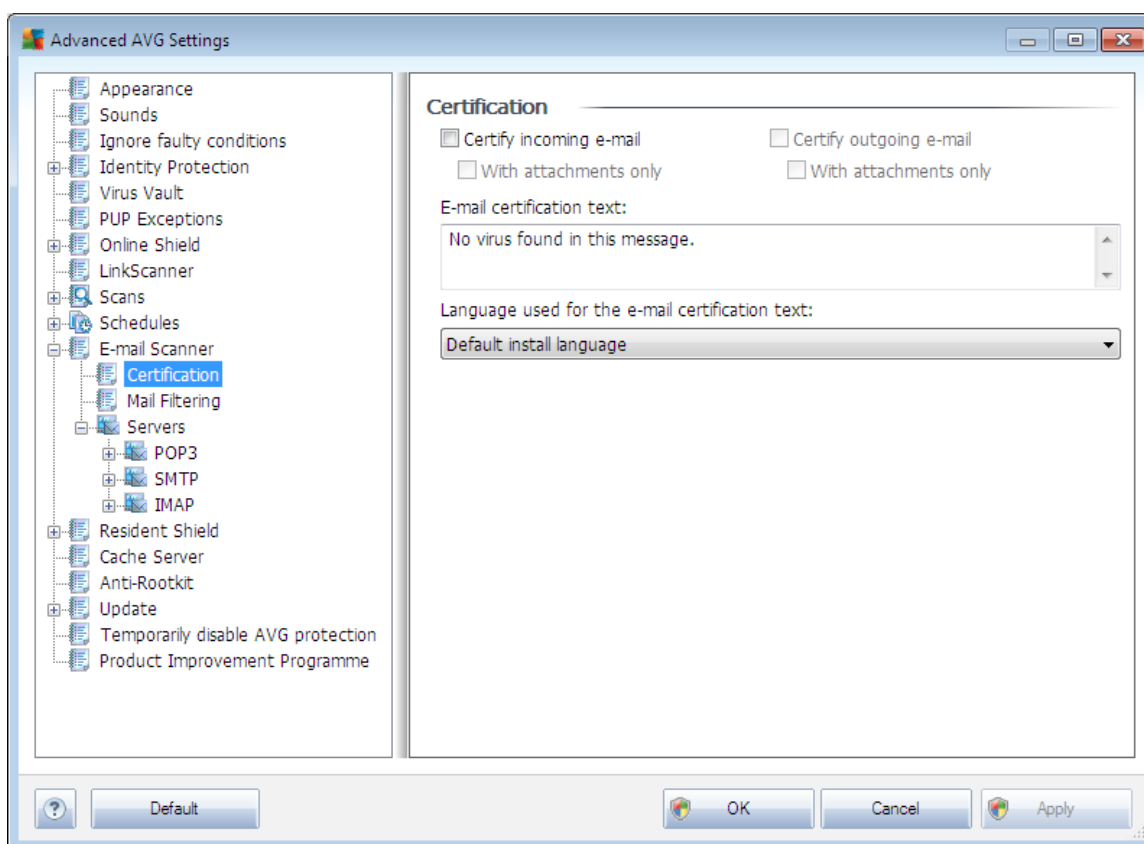 Advanced AVG Settings
Appearance
Sounds
Ignore faulty conditions
Identity Protection
Virus Vault
PUP Exceptions
Online Shield
LinkScanner
Scans
Schedules
E-mail Scanner
Certification
Mail Filtering
Servers
POP3
SMTP
IMAP
Resident Shield
Cache Server
Anti-Rootkit
Update
Temporarily disable AVG protection
Product Improvement Programme
Certification
Certify incoming e-mail
Certify outgoing e-mail
With attachments only
With attachments only
E-mail certification text:
No virus found in this message.
Language used for the e-mail certification text:
Default install language
?
Default
OK
Cancel
Apply